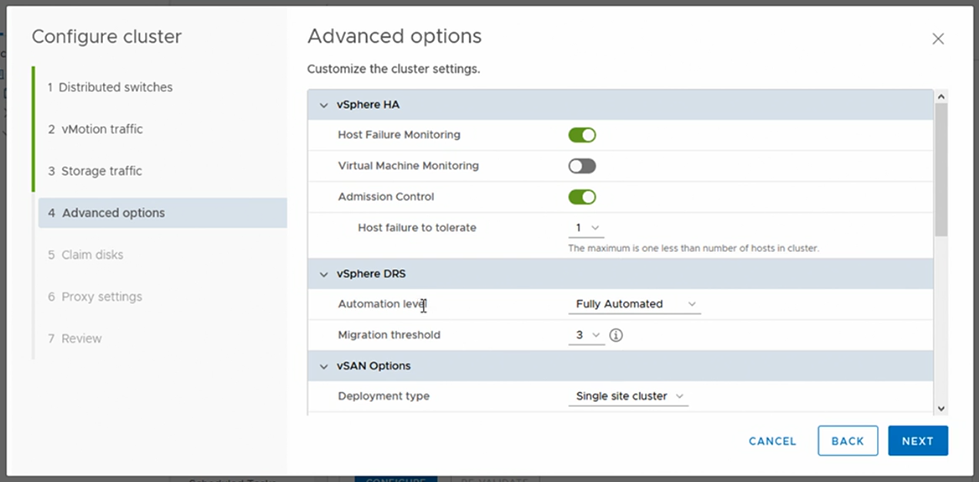 Configure cluster
1 Distributed switches
2 vMotion traffic
3 Storage traffic
4 Advanced options
5 Claim disks
6 Proxy settings
7 Review
Advanced options
Customize the cluster settings.
vSphere HA
Host Failure Monitoring
Virtual Machine Monitoring
Admission Control
Host failure to tolerate 1
The maximum is one less than number of hosts in cluster.
vSphere DRS
Automation level Fully Automated
Migration threshold 3
vSAN Options
Deployment type Single site cluster
CANCEL BACK NEXT